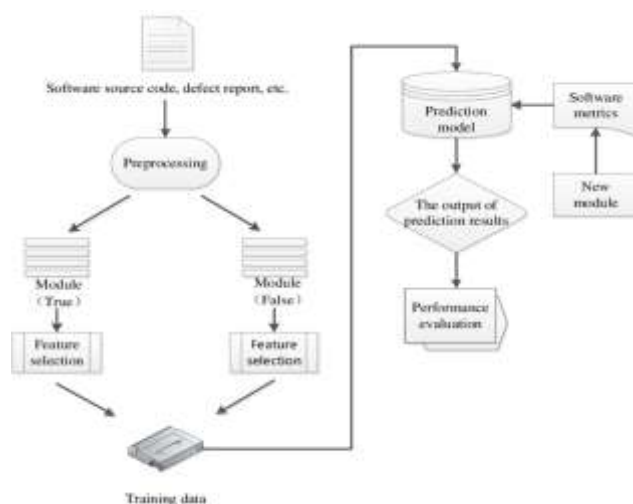 Software source code, defect report, etc.
Preprocessing
Module
（True）
Module
（False）
Feature
selection
Feature
selection
Training data
Prediction
model
Software
metrics
New
module
The output of
prediction results
Performance
evaluation